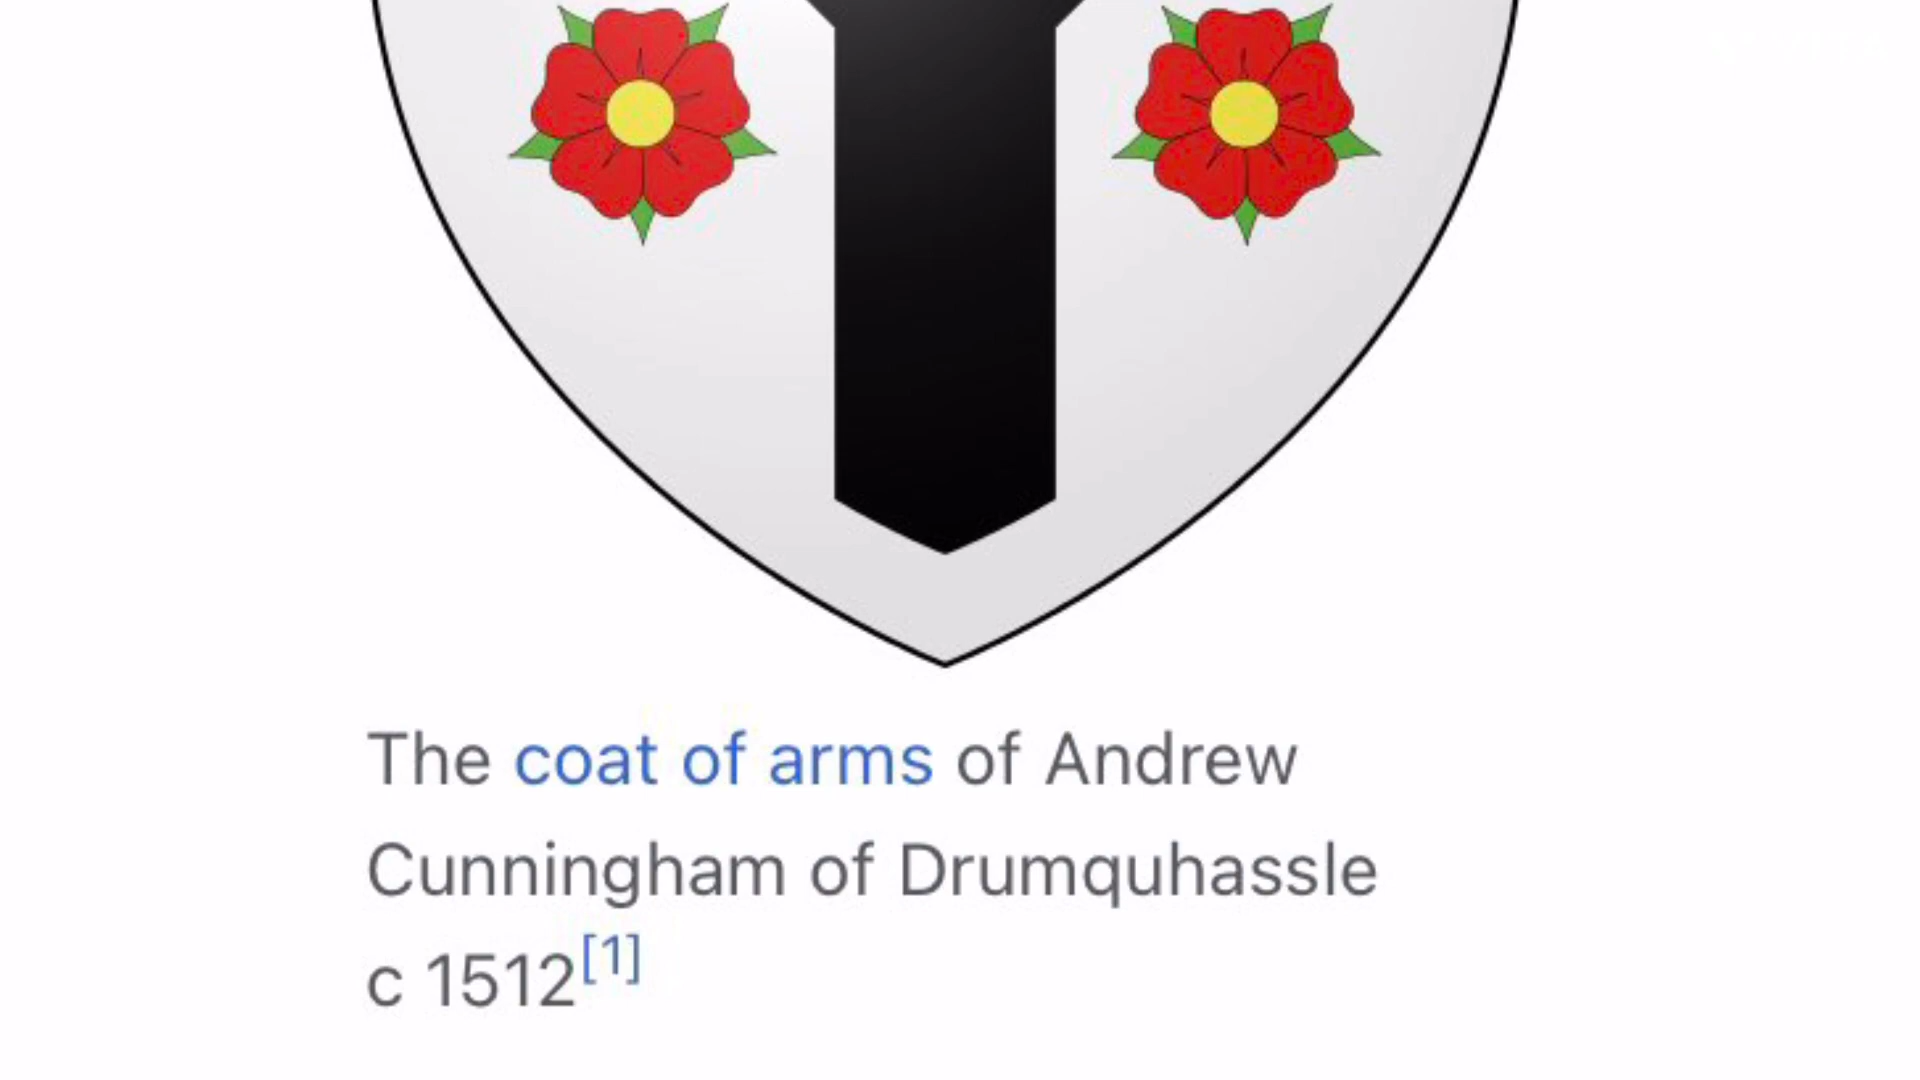 The coat of arms of Andrew
Cunningham of Drumquhassle
c 1512[1]